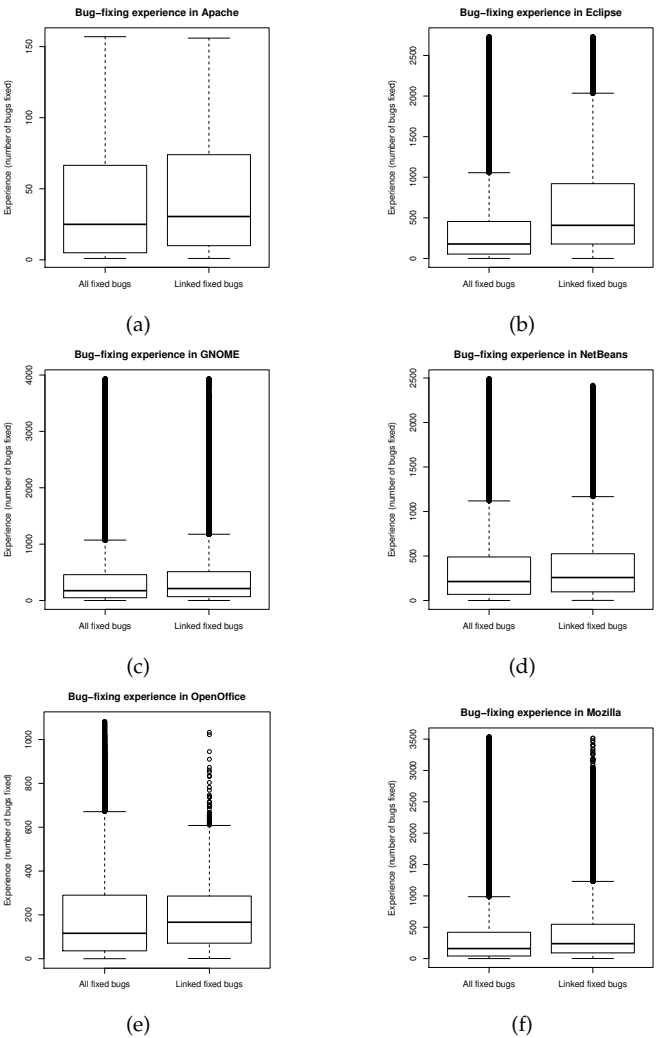 Bug−fixing experience in Apache
Experience (number of bugs fixed)
150
100
50
0
All fixed bugs
Linked fixed bugs
(a)
Bug−fixing experience in Eclipse
Experience (number of bugs fixed)
2500
2000
1500
1000
500
0
All fixed bugs
Linked fixed bugs
(b)
Bug−fixing experience in GNOME
Experience (number of bugs fixed)
4000
3000
2000
1000
0
All fixed bugs
Linked fixed bugs
(c)
Bug−fixing experience in NetBeans
Experience (number of bugs fixed)
2500
2000
1500
1000
500
0
All fixed bugs
Linked fixed bugs
(d)
Bug−fixing experience in OpenOffice
Experience (number of bugs fixed)
1000
800
600
400
200
0
All fixed bugs
Linked fixed bugs
(e)
Bug−fixing experience in Mozilla
Experience (number of bugs fixed)
3500
3000
2500
2000
1500
1000
500
0
All fixed bugs
Linked fixed bugs
(f)